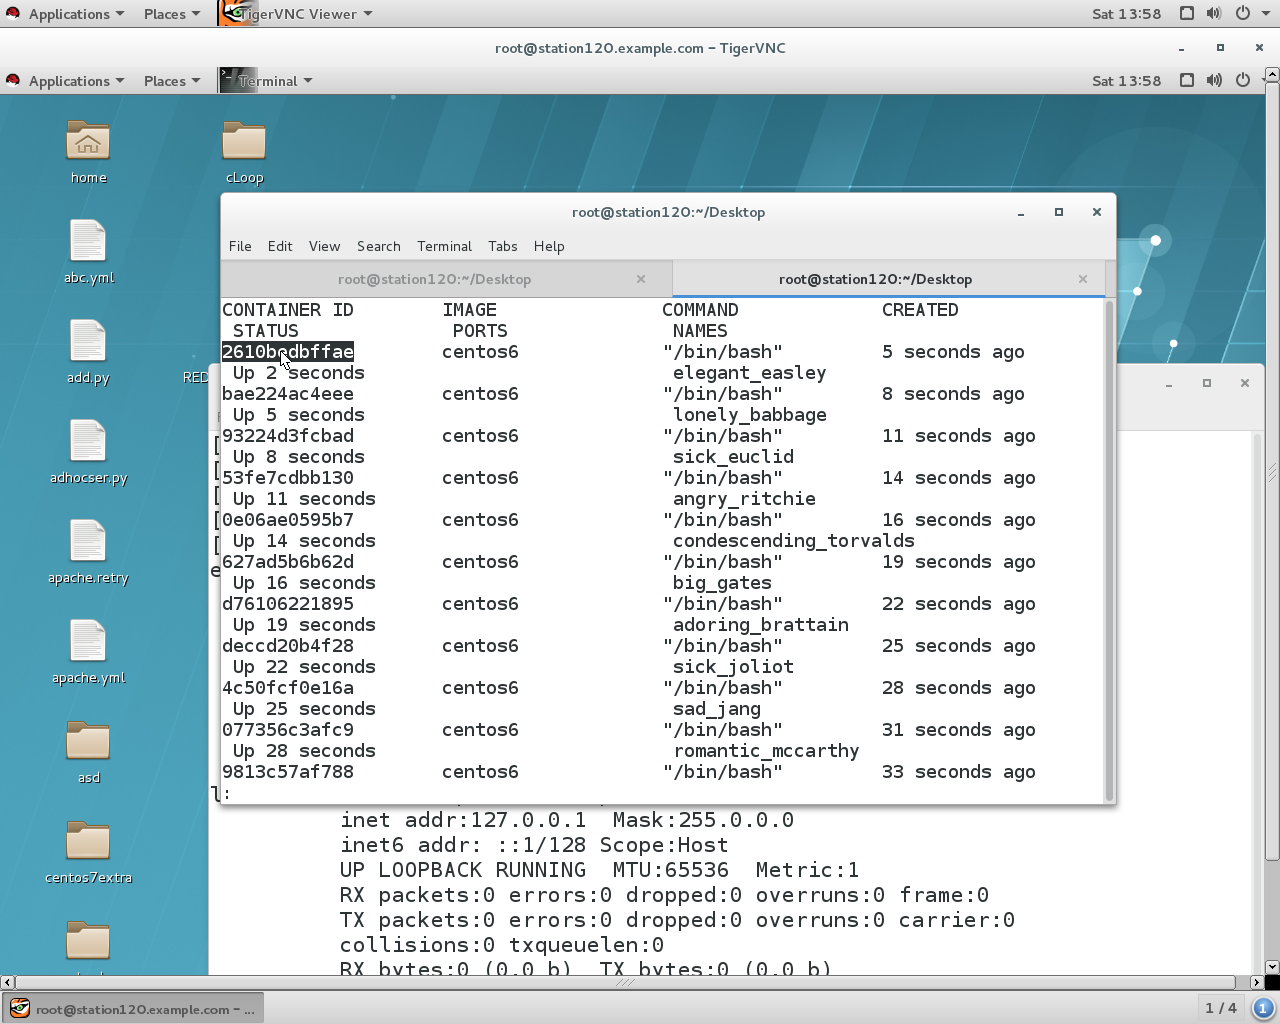 Applications Places TigerVNC Viewer Sat 13:58
root@station120.example.com - TigerVNC
Applications Places Terminal Sat 13:58
home
cLoop
abc.yml
add.py
RED
adhocser.py
apache.retry
apache.yml
asd
centos7extra
root@station120:~/Desktop
File Edit View Search Terminal Tabs Help
root@station120:~/Desktop root@station120:~/Desktop
CONTAINER ID IMAGE COMMAND CREATED
STATUS PORTS NAMES
2610bedbffae centos6 "/bin/bash" 5 seconds ago
Up 2 seconds elegant_easley
bae224ac4eee centos6 "/bin/bash" 8 seconds ago
Up 5 seconds lonely_babbage
93224d3fcbad centos6 "/bin/bash" 11 seconds ago
Up 8 seconds sick_euclid
53fe7cdbb130 centos6 "/bin/bash" 14 seconds ago
Up 11 seconds angry_ritchie
0e06ae0595b7 centos6 "/bin/bash" 16 seconds ago
Up 14 seconds condescending_torvalds
627ad5b6b62d centos6 "/bin/bash" 19 seconds ago
Up 16 seconds big_gates
d76106221895 centos6 "/bin/bash" 22 seconds ago
Up 19 seconds adoring_brattain
deccd20b4f28 centos6 "/bin/bash" 25 seconds ago
Up 22 seconds sick_joliot
4c50fcf0e16a centos6 "/bin/bash" 28 seconds ago
Up 25 seconds sad_jang
077356c3afc9 centos6 "/bin/bash" 31 seconds ago
Up 28 seconds romantic_mccarthy
9813c57af788 centos6 "/bin/bash" 33 seconds ago
:
inet addr:127.0.0.1 Mask:255.0.0.0
inet6 addr: ::1/128 Scope:Host
UP LOOPBACK RUNNING MTU:65536 Metric:1
RX packets:0 errors:0 dropped:0 overruns:0 frame:0
TX packets:0 errors:0 dropped:0 overruns:0 carrier:0
collisions:0 txqueuelen:0
RX bytes:0 (0.0 b) TX bytes:0 (0.0 b)
root@station120.example.com - ... 1 / 4 1